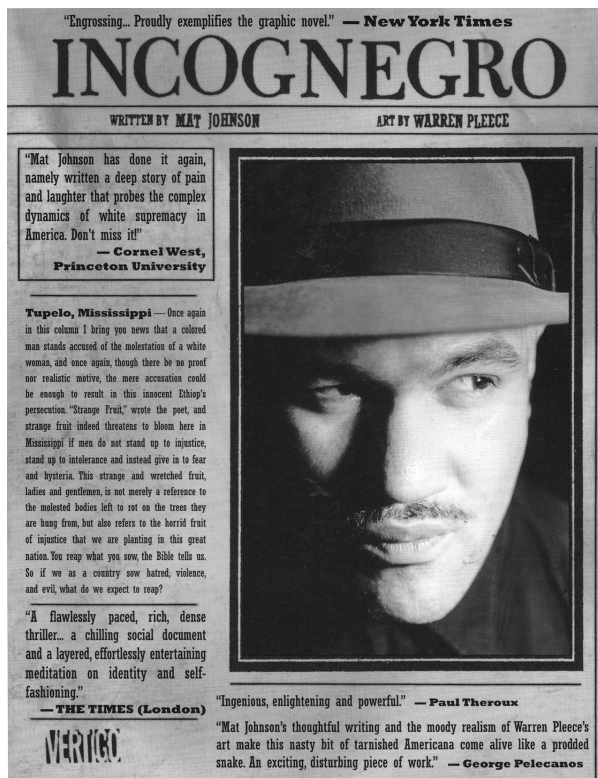 “Engrossing... Proudly exemplifies the graphic novel.” — New York Times
INCOGNEGRO
WRITTEN BY MAT JOHNSON
ART BY WARREN PLEECE
“Mat Johnson has done it again,
namely written a deep story of pain
and laughter that probes the complex
dynamics of white supremacy in
America. Don't miss it!”
— Cornel West,
Princeton University
Tupelo, Mississippi — Once again
in this column I bring you news that a colored
man stands accused of the molestation of a white
woman, and once again, though there be no proof
nor realistic motive, the mere accusation could
be enough to result in this innocent Ethiop's
persecution. “Strange Fruit,” wrote the poet, and
strange fruit indeed threatens to bloom here in
Mississippi if men do not stand up to injustice,
stand up to intolerance and instead give in to fear
and hysteria. This strange and wretched fruit,
ladies and gentlemen, is not merely a reference to
the molested bodies left to rot on the trees they
are hung from, but also refers to the horrid fruit
of injustice that we are planting in this great
nation. You reap what you sow, the Bible tells us.
So if we as a country sow hatred, violence,
and evil, what do we expect to reap?
“A flawlessly paced, rich, dense
thriller... a chilling social document
and a layered, effortlessly entertaining
meditation on identity and self-
fashioning.”
— THE TIMES (London)
VERTIGO
“Ingenious, enlightening and powerful.” — Paul Theroux
“Mat Johnson's thoughtful writing and the moody realism of Warren Pleece's
art make this nasty bit of tarnished Americana come alive like a prodded
snake. An exciting, disturbing piece of work.” — George Pelecanos